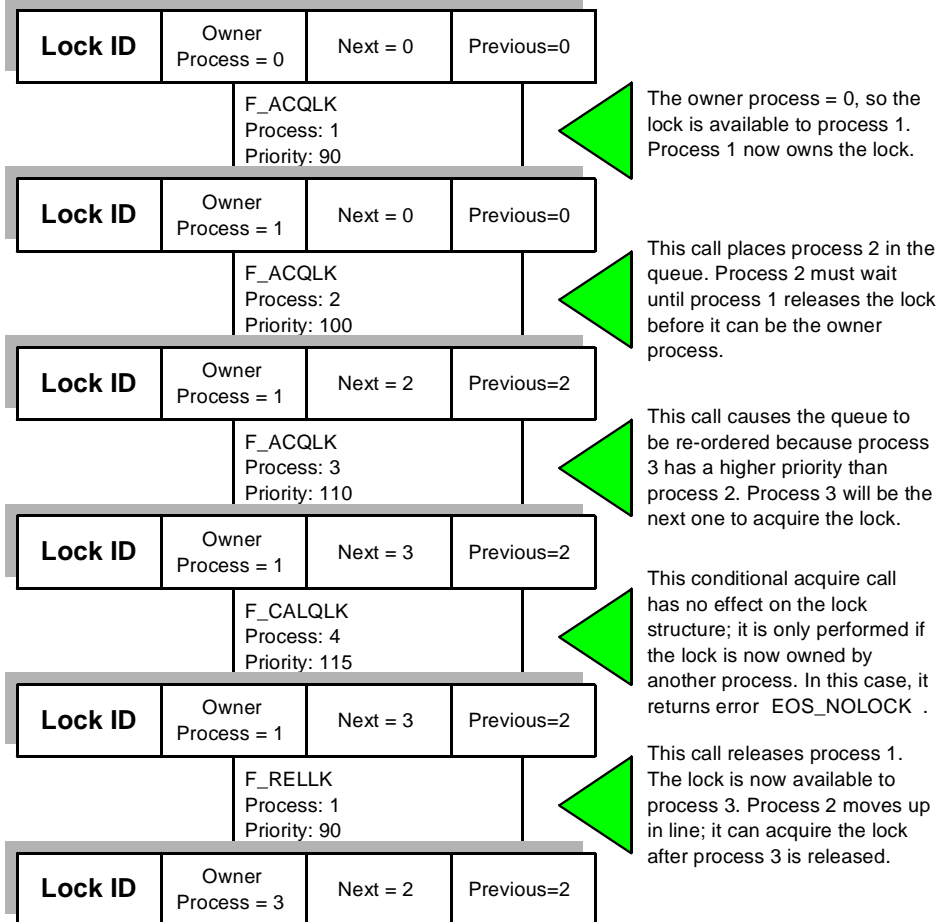 Lock ID
Owner
Process = 0
Next = 0
Previous=0
F_ACQLK
Process: 1
Priority: 90
The owner process = 0, so the
lock is available to process 1.
Process 1 now owns the lock.
Lock ID
Owner
Process = 1
Next = 0
Previous=0
F_ACQLK
Process: 2
Priority: 100
This call places process 2 in the
queue. Process 2 must wait
until process 1 releases the lock
before it can be the owner
process.
Lock ID
Owner
Process = 1
Next = 2
Previous=2
F_ACQLK
Process: 3
Priority: 110
This call causes the queue to
be re-ordered because process
3 has a higher priority than
process 2. Process 3 will be the
next one to acquire the lock.
Lock ID
Owner
Process = 1
Next = 3
Previous=2
F_CALQLK
Process: 4
Priority: 115
This conditional acquire call
has no effect on the lock
structure; it is only performed if
the lock is now owned by
another process. In this case, it
returns error EOS_NOLOCK .
Lock ID
Owner
Process = 1
Next = 3
Previous=2
F_RELLK
Process: 1
Priority: 90
This call releases process 1.
The lock is now available to
process 3. Process 2 moves up
in line; it can acquire the lock
after process 3 is released.
Lock ID
Owner
Process = 3
Next = 2
Previous=2